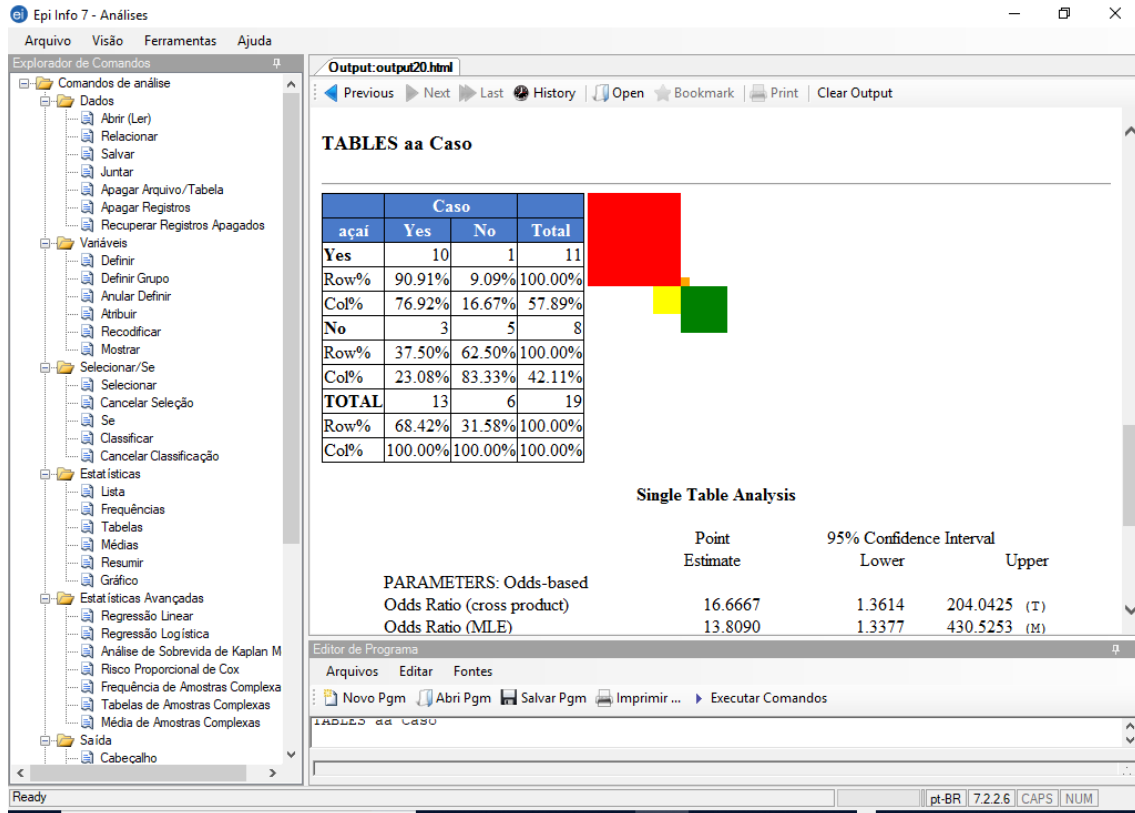 Epi Info 7 - Análises
Arquivo Visão Ferramentas Ajuda
Explorador de Comandos
Comandos de análise
Dados
Abrir (Ler)
Relacionar
Salvar
Juntar
Apagar Arquivo/Tabela
Apagar Registros
Recuperar Registros Apagados
Variáveis
Definir
Definir Grupo
Anular Definir
Atribuir
Recodificar
Mostrar
Selecionar/Se
Selecionar
Cancelar Seleção
Se
Classificar
Cancelar Classificação
Estatísticas
Lista
Frequências
Tabelas
Médias
Resumir
Gráfico
Estatísticas Avançadas
Regressão Linear
Regressão Logística
Análise de Sobrevida de Kaplan M
Risco Proporcional de Cox
Frequência de Amostras Complexa
Tabelas de Amostras Complexas
Média de Amostras Complexas
Saída
Cabeçalho
Output:output20.html
Previous Next Last History Open Bookmark Print Clear Output
TABLES aa Caso
Caso
açaí Yes No Total
Yes 10 1 11
Row% 90.91% 9.09% 100.00%
Col% 76.92% 16.67% 57.89%
No 3 5 8
Row% 37.50% 62.50% 100.00%
Col% 23.08% 83.33% 42.11%
TOTAL 13 6 19
Row% 68.42% 31.58% 100.00%
Col% 100.00% 100.00% 100.00%
Single Table Analysis
Point 95% Confidence Interval
Estimate Lower Upper
PARAMETERS: Odds-based
Odds Ratio (cross product) 16.6667 1.3614 204.0425 (T)
Odds Ratio (MLE) 13.8090 1.3377 430.5253 (M)
Editor de Programa
Arquivos Editar Fontes
Novo Pgm Abri Pgm Salvar Pgm Imprimir ... Executar Comandos
TABLES aa Caso
Ready
pt-BR 7.2.2.6 CAPS NUM